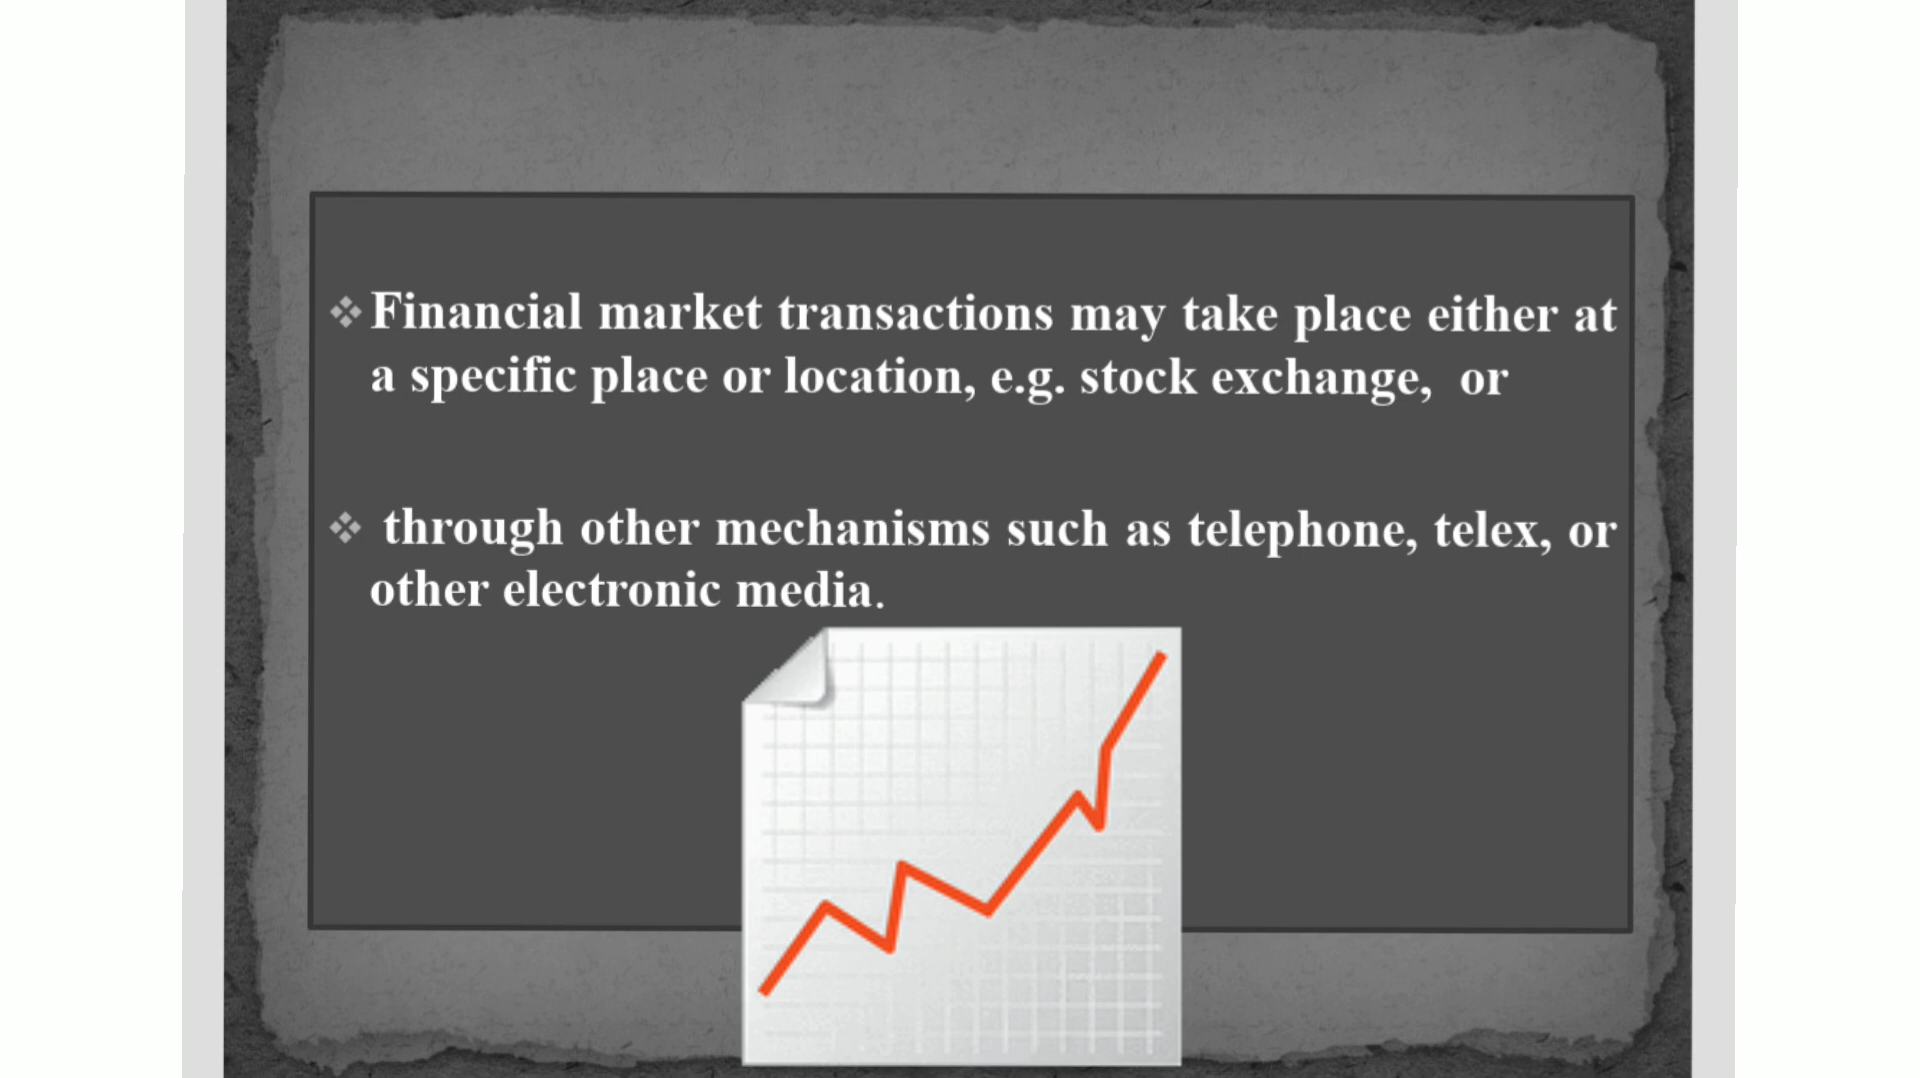 Financial market transactions may take place either at
a specific place or location, e.g. stock exchange,  or
through other mechanisms such as telephone, telex, or
other electronic media.